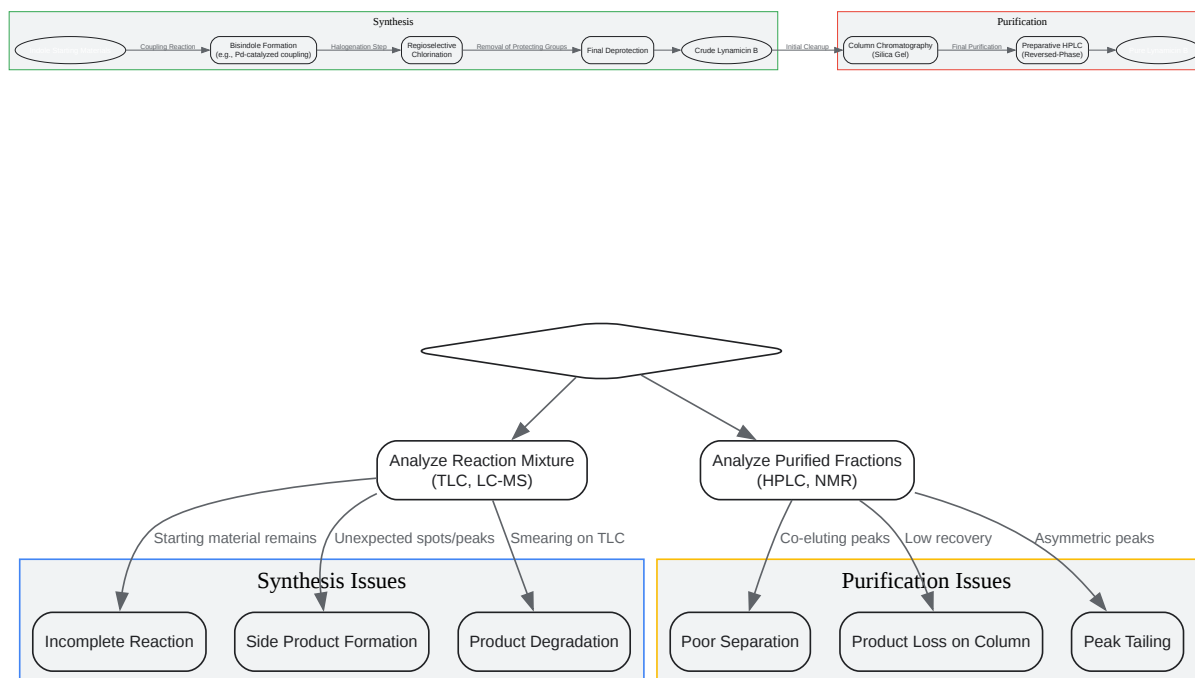 Synthesis
Purification
Coupling Reaction
Bisindole Formation
(e.g., Pd-catalyzed coupling)
Halogenation Step
Regioselective
Chlorination
Removal of Protecting Groups
Final Deprotection
Crude Lynamicin B
Initial Cleanup
Column Chromatography
(Silica Gel)
Final Purification
Preparative HPLC
(Reversed-Phase)
Analyze Reaction Mixture
(TLC, LC-MS)
Analyze Purified Fractions
(HPLC, NMR)
Starting material remains
Unexpected spots/peaks
Smearing on TLC
Co-eluting peaks
Low recovery
Asymmetric peaks
Synthesis Issues
Purification Issues
Incomplete Reaction
Side Product Formation
Product Degradation
Poor Separation
Product Loss on Column
Peak Tailing